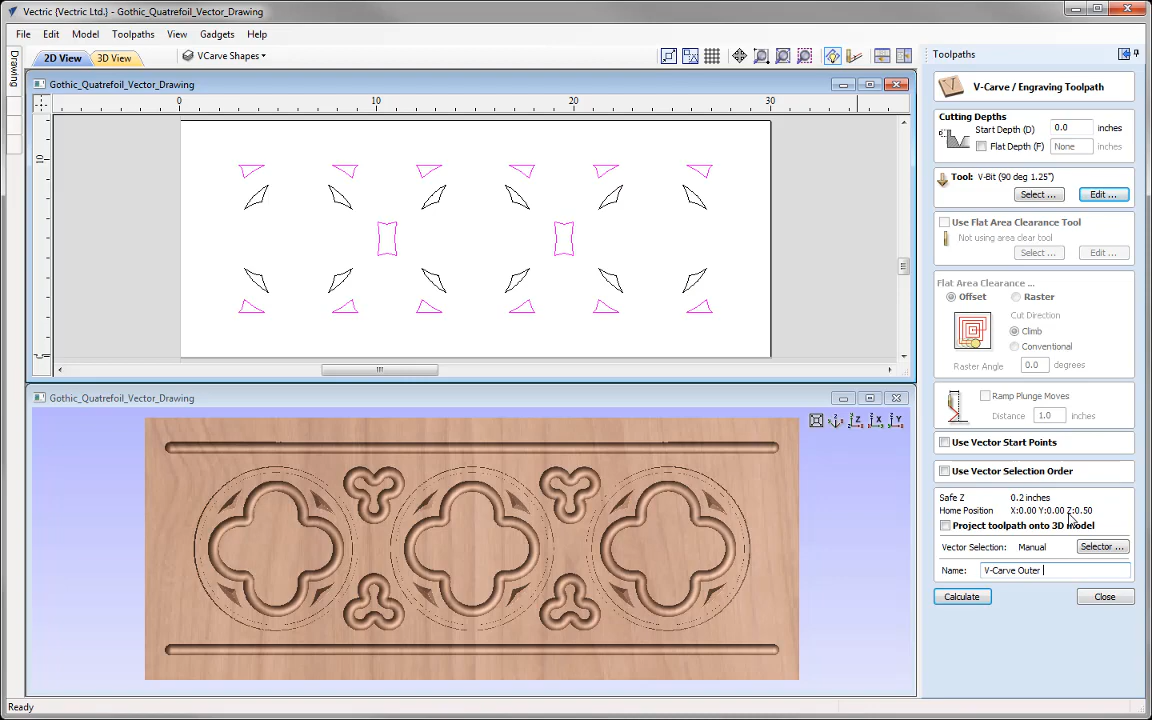 Vectric {Vectric Ltd.} - Gothic_Quatrefoil_Vector_Drawing
File Edit Model Toolpaths View Gadgets Help
Drawing
2D View 3D View VCarve Shapes
Gothic_Quatrefoil_Vector_Drawing
0 10 20 30
10
Gothic_Quatrefoil_Vector_Drawing
Z X Y
Ready
Toolpaths
V-Carve / Engraving Toolpath
Cutting Depths
Start Depth (D) 0.0 inches
Flat Depth (F) None inches
Tool: V-Bit (90 deg 1.25")
Select ... Edit ...
Use Flat Area Clearance Tool
Not using area clear tool
Select ... Edit ...
Flat Area Clearance ...
Offset Raster
Cut Direction
Climb
Conventional
Raster Angle 0.0 degrees
Ramp Plunge Moves
Distance 1.0 inches
Use Vector Start Points
Use Vector Selection Order
Safe Z 0.2 inches
Home Position X:0.00 Y:0.00 Z:0.50
Project toolpath onto 3D model
Vector Selection: Manual Selector ...
Name: V-Carve Outer
Calculate Close